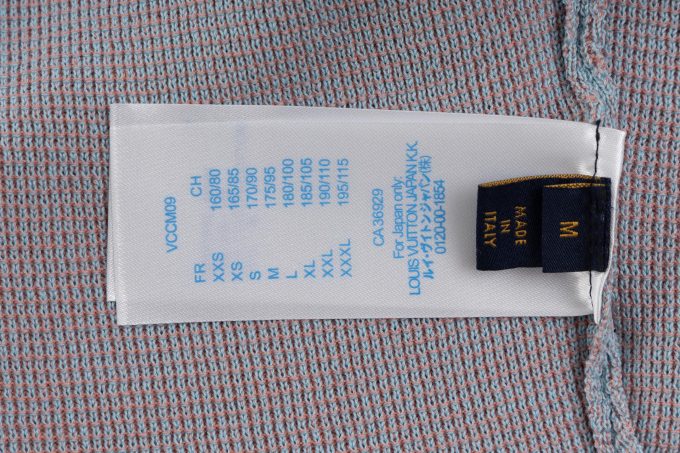 VCCM09
FR CH
XXS 160/80
XS 165/85
S 170/90
M 175/95
L 180/100
XL 185/105
XXL 190/110
XXXL 195/115
CA 36929
For Japan only:
LOUIS VUITTON JAPAN K.K.
ルイ・ヴィトンジャパン(株)
0120-00-1854
MADE
IN
ITALY
M